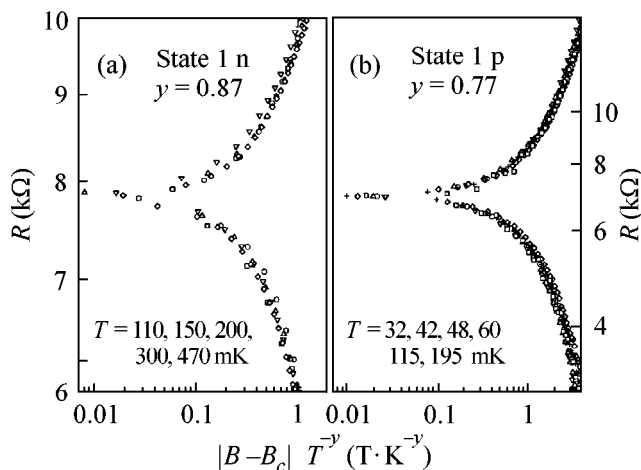 10
9
8
7
6
R (kΩ)
(a)
State 1 n
y = 0.87
T = 110, 150, 200,
300, 470 mK
0.01
0.1
1
(b)
State 1 p
y = 0.77
T = 32, 42, 48, 60
115, 195 mK
0.01
0.1
1
10
8
6
4
R (kΩ)
|B – B_c| T^{–y} (T · K^{–y})